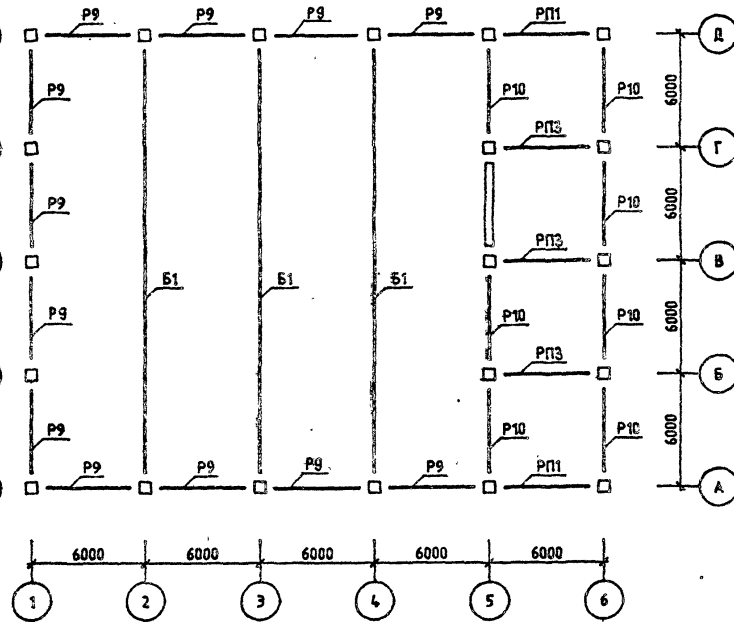 Р9 Р9 Р9 Р9 РП1 Д
Р9 Р10 Р10 6000
РП3 Г
Р9 Р10 6000
РП3 В
Б1 Б1 Б1
Р9 Р10 Р10 6000
РП3 Б
Р9 Р10 Р10 6000
Р9 Р9 Р9 Р9 РП1 А
6000 6000 6000 6000 6000
1 2 3 4 5 6